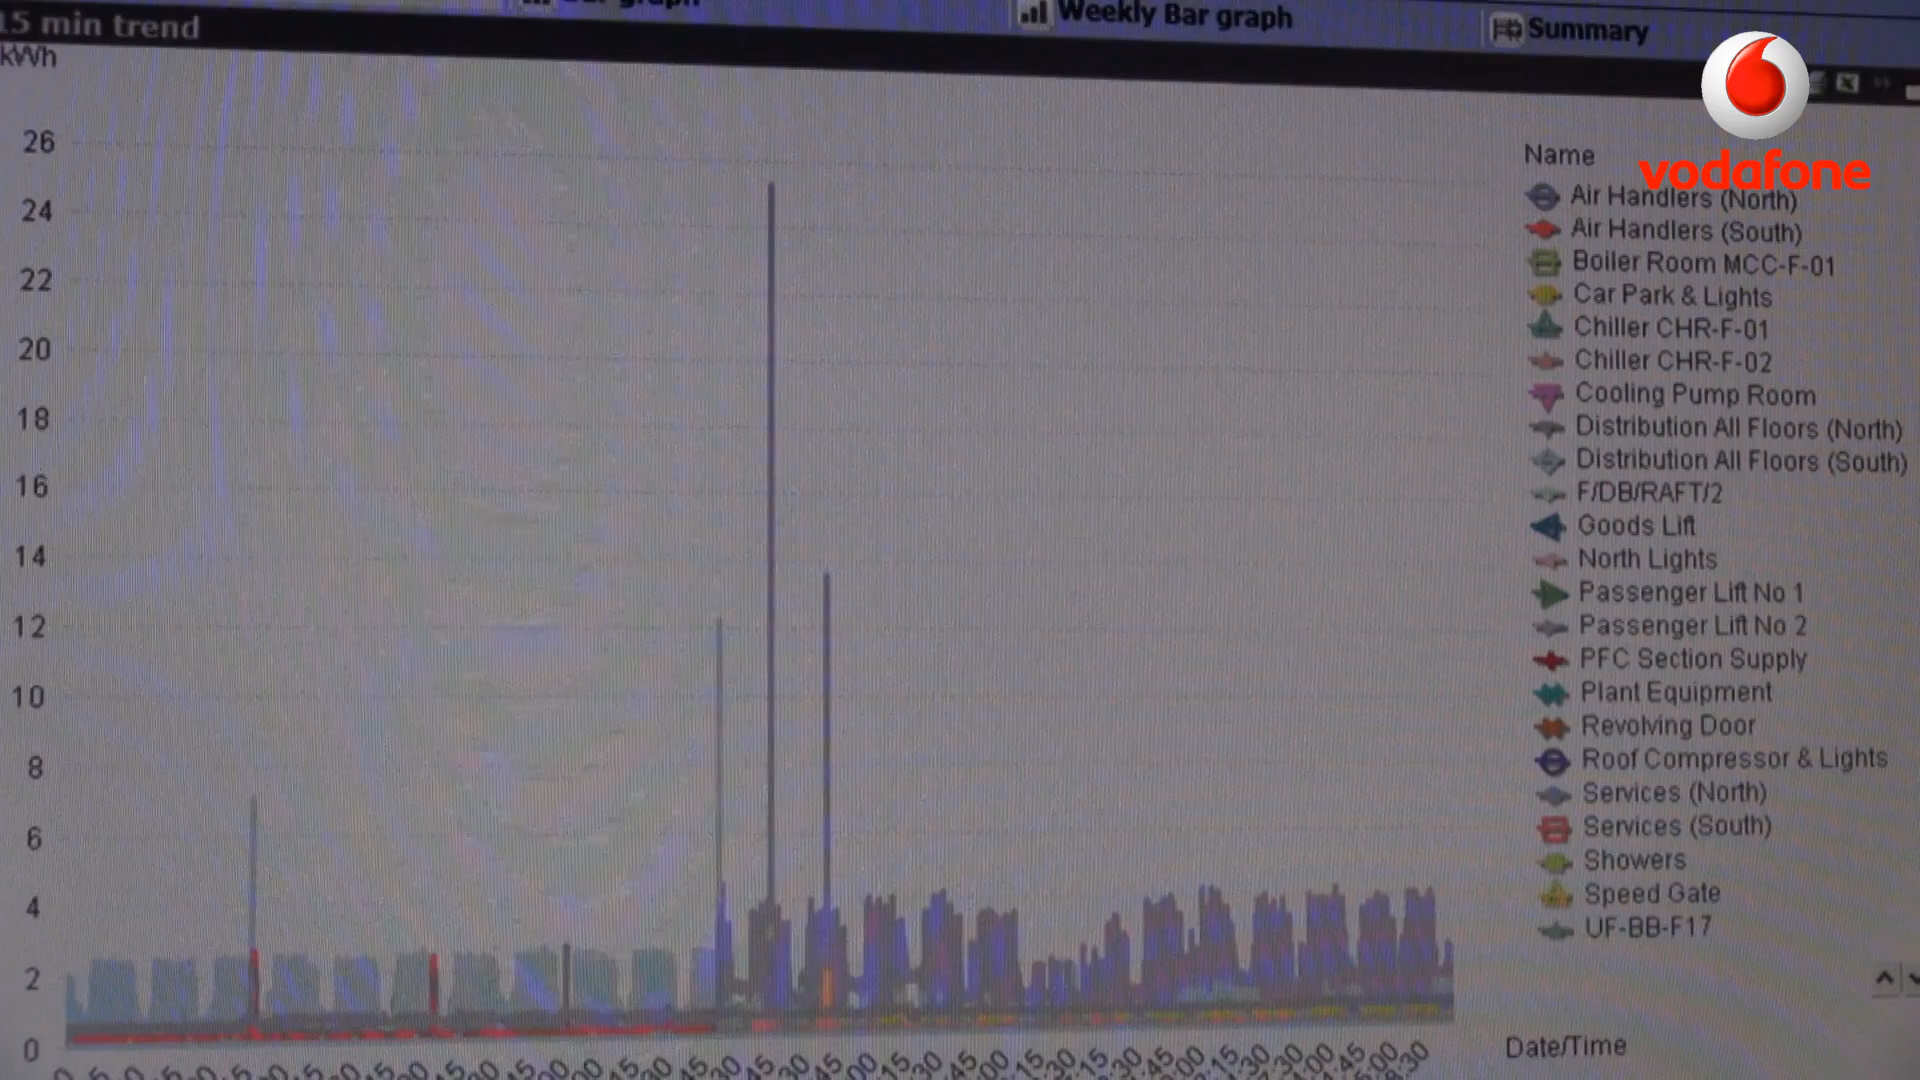 Bar graph
Weekly Bar graph
Summary
15 min trend
kWh
vodafone
26
24
22
20
18
16
14
12
10
8
6
4
2
0
Name
Air Handlers (North)
Air Handlers (South)
Boiler Room MCC-F-01
Car Park & Lights
Chiller CHR-F-01
Chiller CHR-F-02
Cooling Pump Room
Distribution All Floors (North)
Distribution All Floors (South)
F/DB/RAFT/2
Goods Lift
North Lights
Passenger Lift No 1
Passenger Lift No 2
PFC Section Supply
Plant Equipment
Revolving Door
Roof Compressor & Lights
Services (North)
Services (South)
Showers
Speed Gate
UF-BB-F17
Date/Time